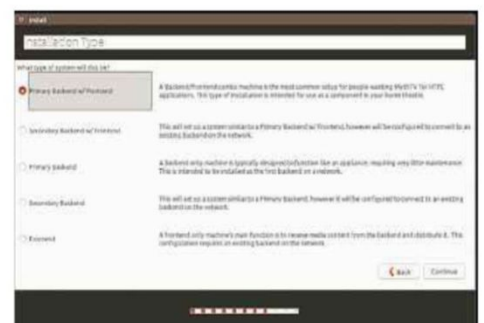 Install
Installation Type
What type of system will this be?
Primary Backend w/ Frontend
A Backend/Frontend combo machine is the most common setup for people wanting MythTV for HTPC
applications. This type of installation is intended for use as a component in your home theater.
Secondary Backend w/ Frontend
This will set up a system similar to a Primary Backend w/ Frontend, however will be configured to connect to an
existing backend on the network.
Primary Backend
A backend only machine is typically designed to function like an appliance, requiring very little maintenance.
This is intended to be installed as the first backend on a network.
Secondary Backend
This will set up a system similar to a Primary Backend, however it will be configured to connect to an existing
backend on the network.
Frontend
A frontend only machine's main function is to receive media content from the backend and distribute it. This
configuration requires an existing backend on the network.
Back
Continue